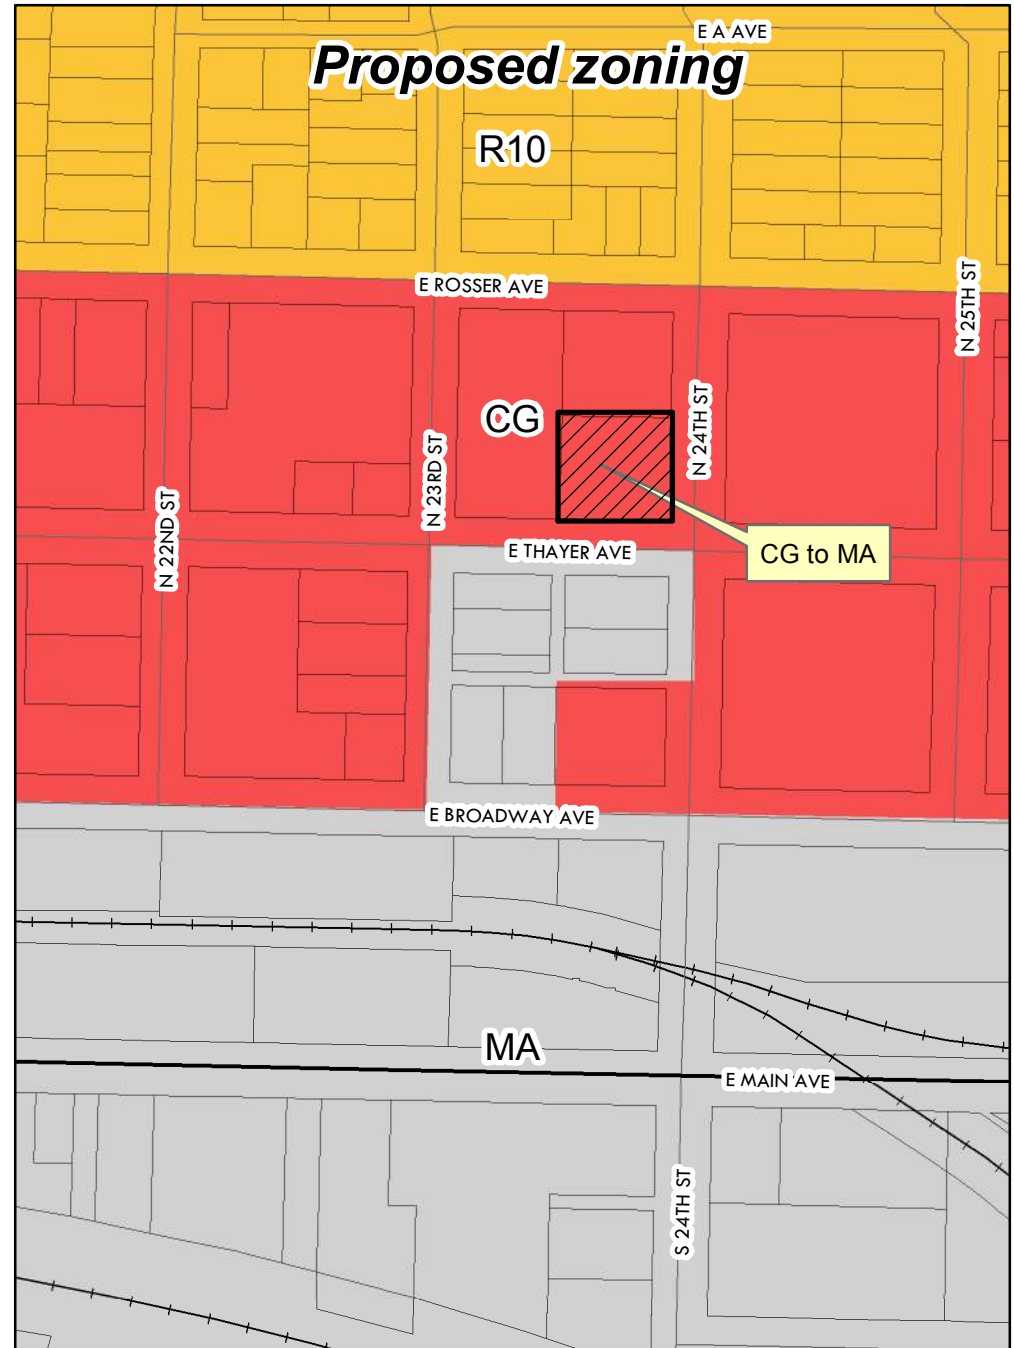 E A AVE
Proposed zoning
R10
E ROSSER AVE
N 25TH ST
CG
N 24TH ST
N 23RD ST
N 22ND ST
E THAYER AVE
CG to MA
E BROADWAY AVE
MA
E MAIN AVE
S 24TH ST